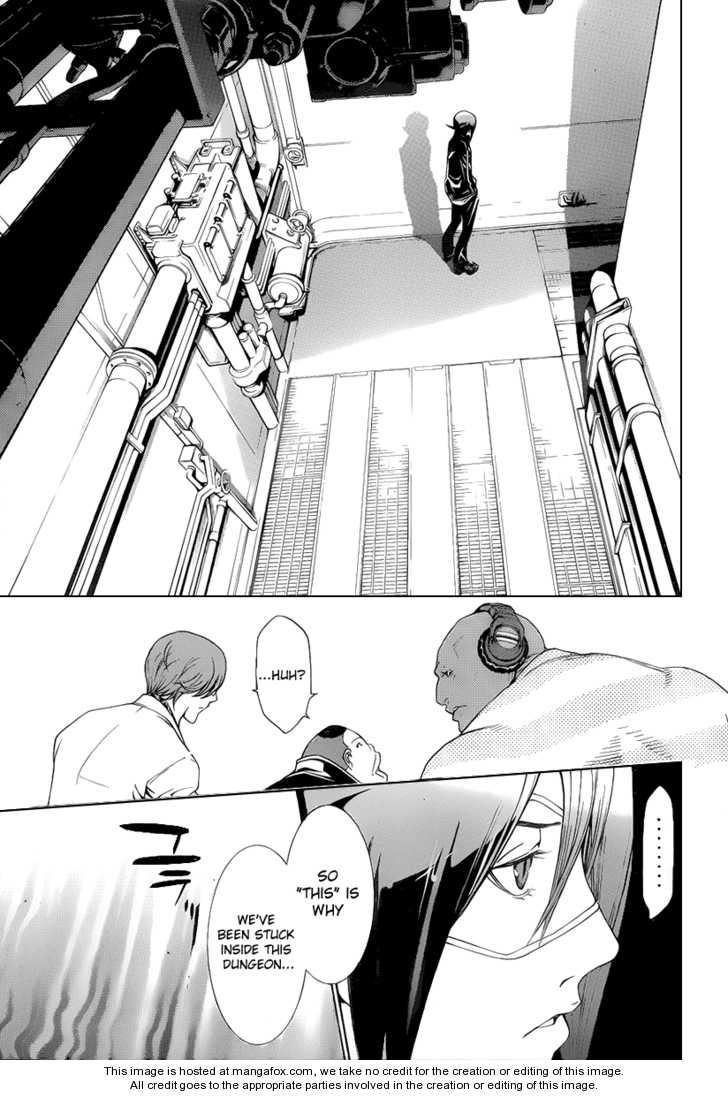 ...HUH?
.........
SO
"THIS" IS
WHY
WE'VE
BEEN STUCK
INSIDE THIS
DUNGEON...
This image is hosted at mangafox.com, we take no credit for the creation or editing of this image.
All credit goes to the appropriate parties involved in the creation or editing of this image.